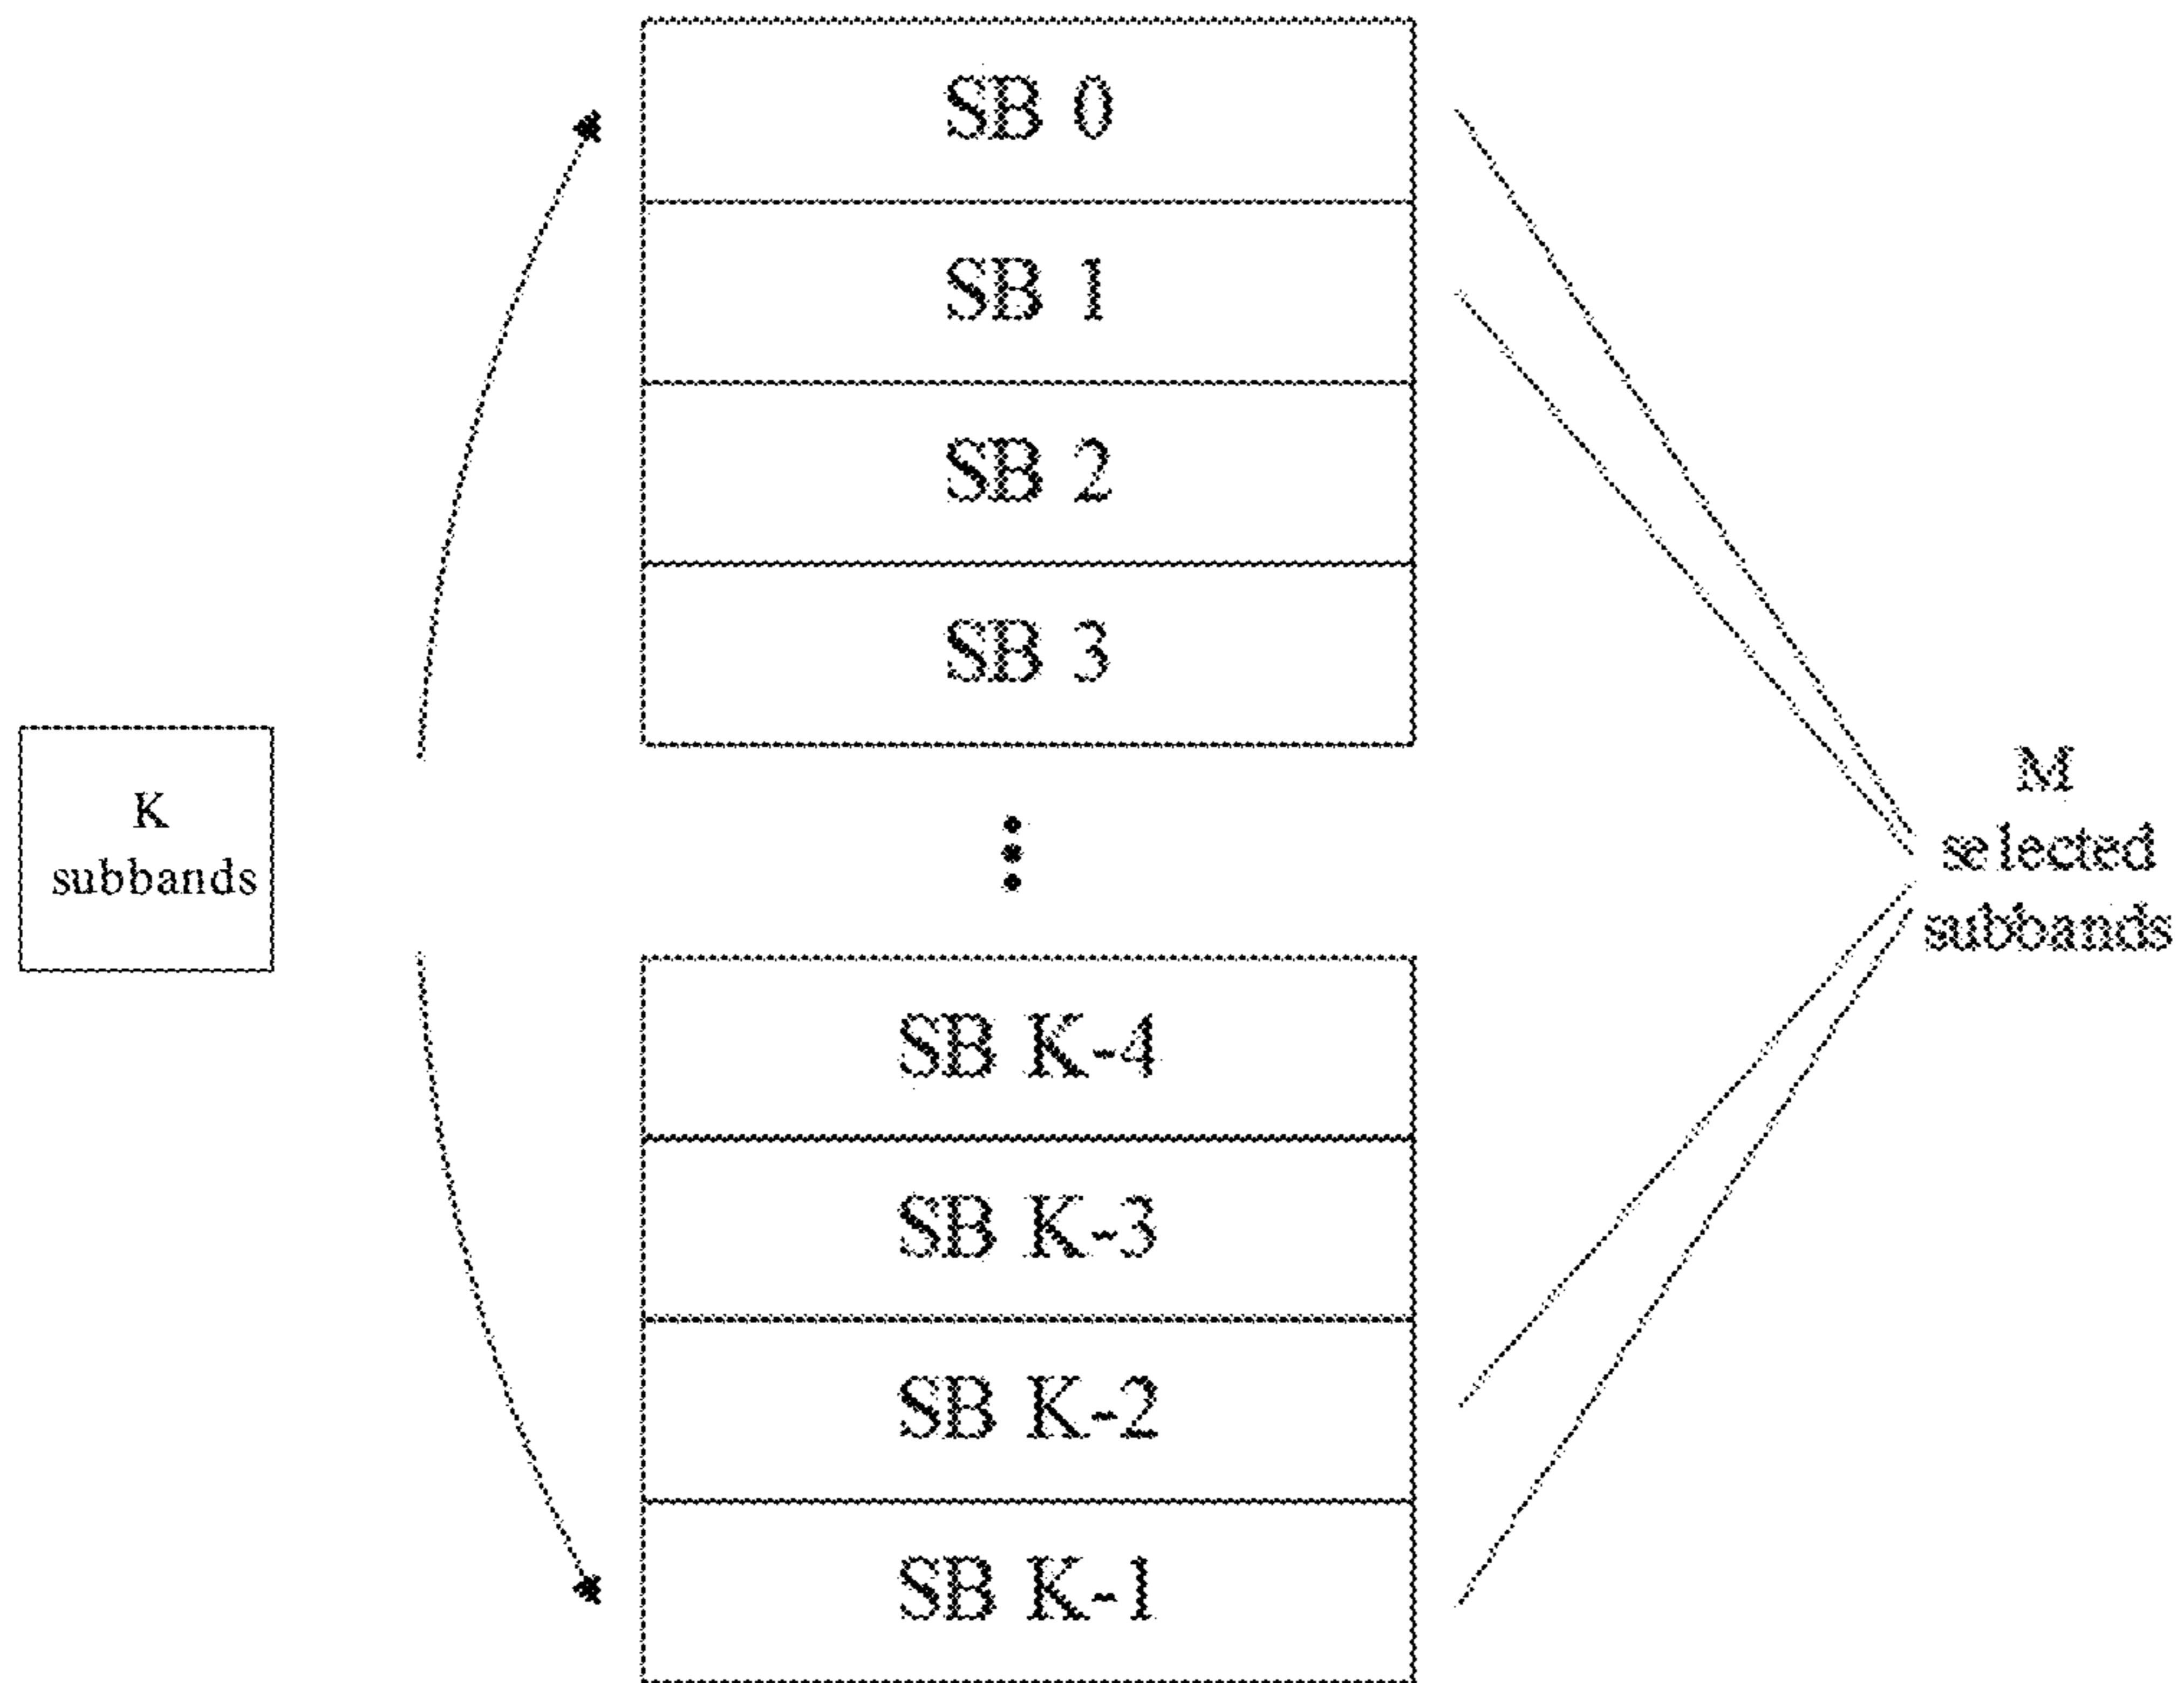 SB 0
SB 1
SB 2
SB 3
K
subbands
M
selected
subbands
SB K-4
SB K-3
SB K-2
SB K-1